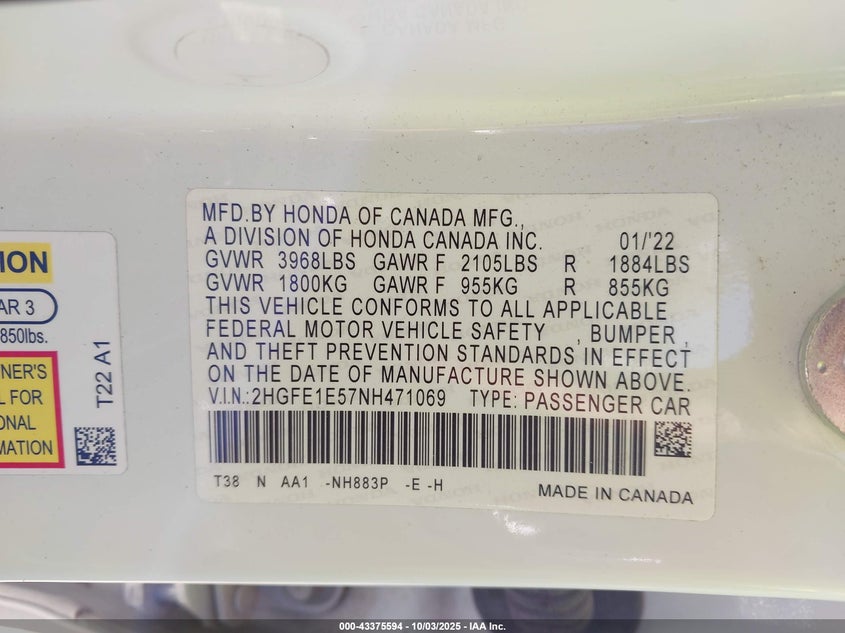 MFD.BY HONDA OF CANADA MFG.,
A DIVISION OF HONDA CANADA INC. 01/'22
GVWR 3968LBS GAWR F 2105LBS R 1884LBS
GVWR 1800KG GAWR F 955KG R 855KG
THIS VEHICLE CONFORMS TO ALL APPLICABLE
FEDERAL MOTOR VEHICLE SAFETY , BUMPER ,
AND THEFT PREVENTION STANDARDS IN EFFECT
ON THE DATE OF MANUFACTURE SHOWN ABOVE.
V.I.N.:2HGFE1E57NH471069 TYPE: PASSENGER CAR
T38 N AA1 -NH883P -E -H
MADE IN CANADA
ION
AR 3
850lbs.
NER'S
L FOR
ONAL
MATION
T22 A1
000-43375594 - 10/03/2025 - IAA Inc.